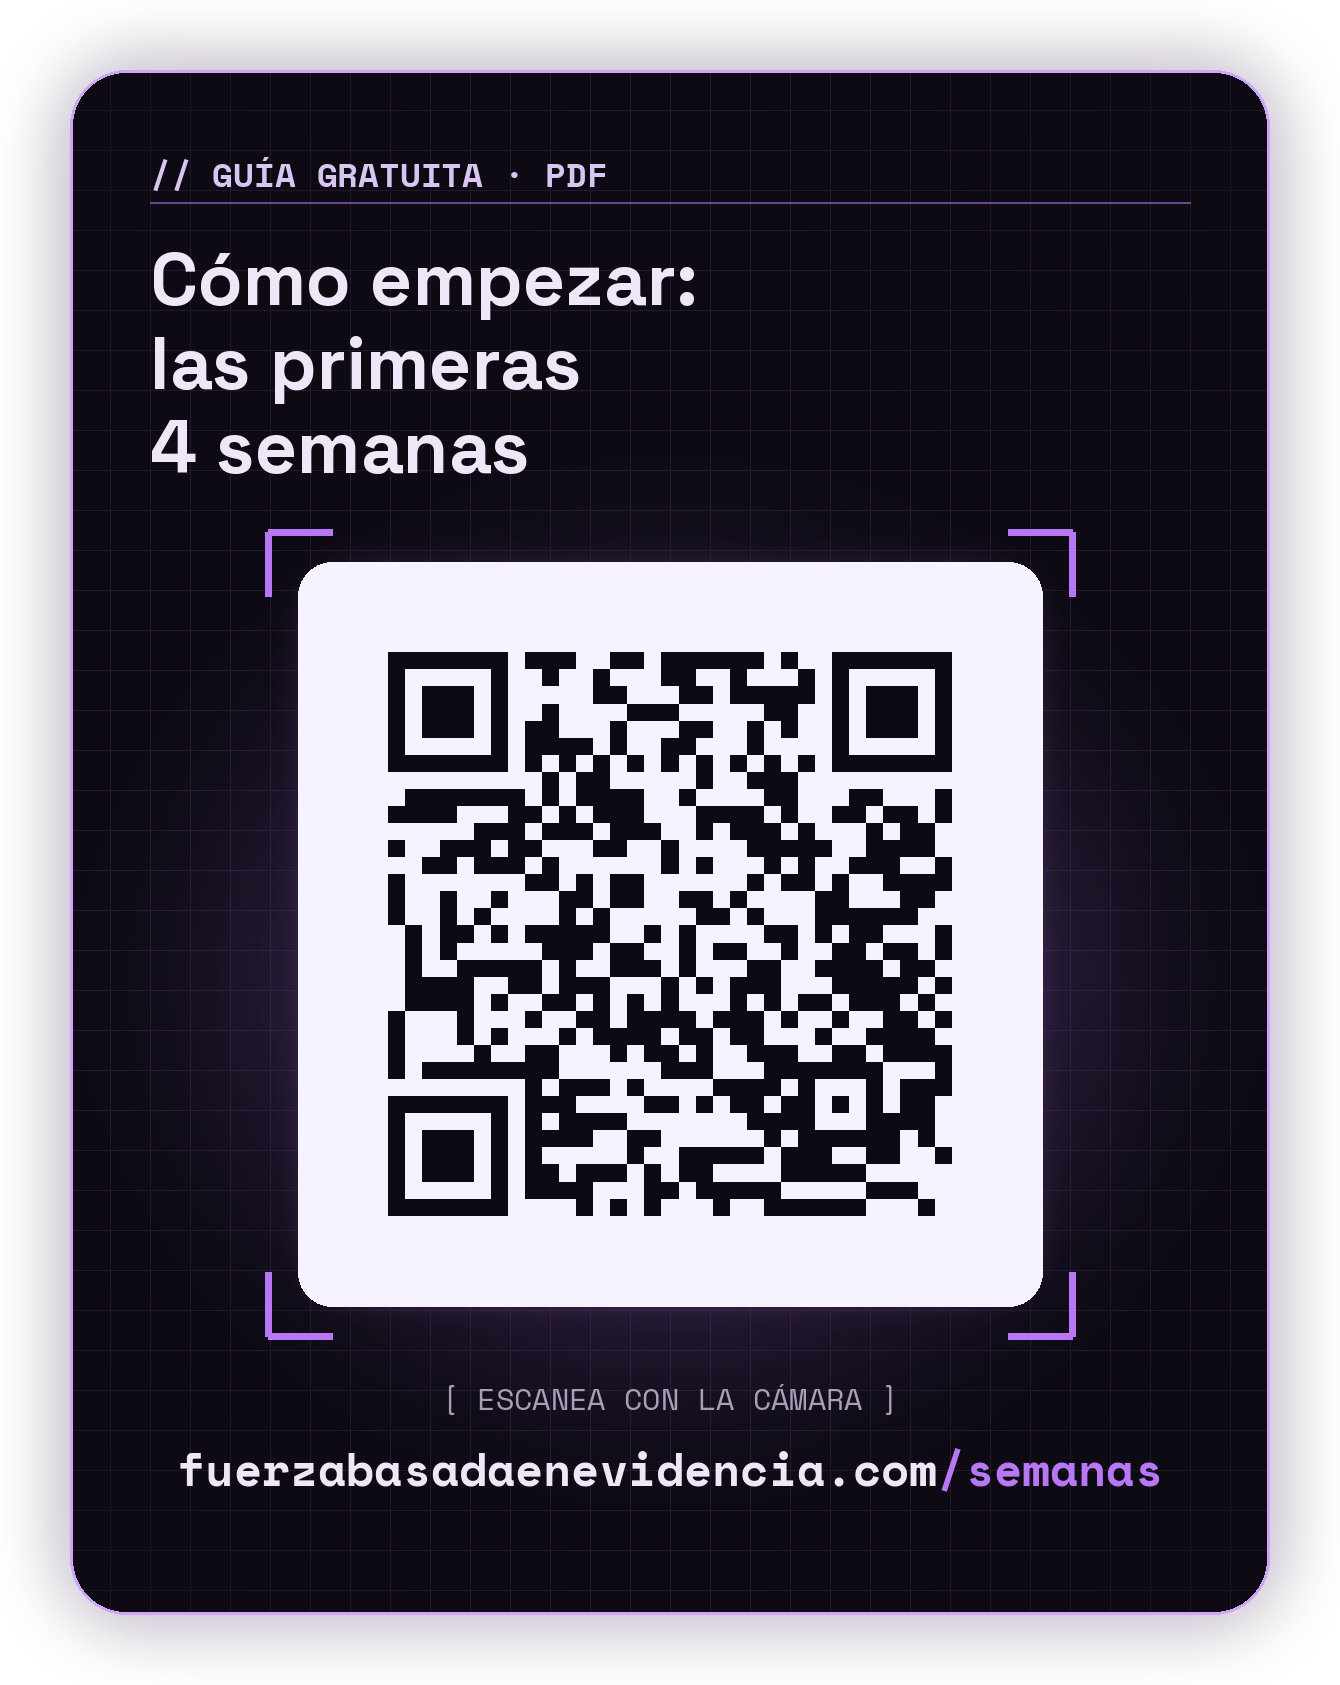 // GUÍA GRATUITA · PDF
Cómo empezar:
las primeras
4 semanas
[ ESCANEA CON LA CÁMARA ]
fuerzabasadaenevidencia.com/semanas